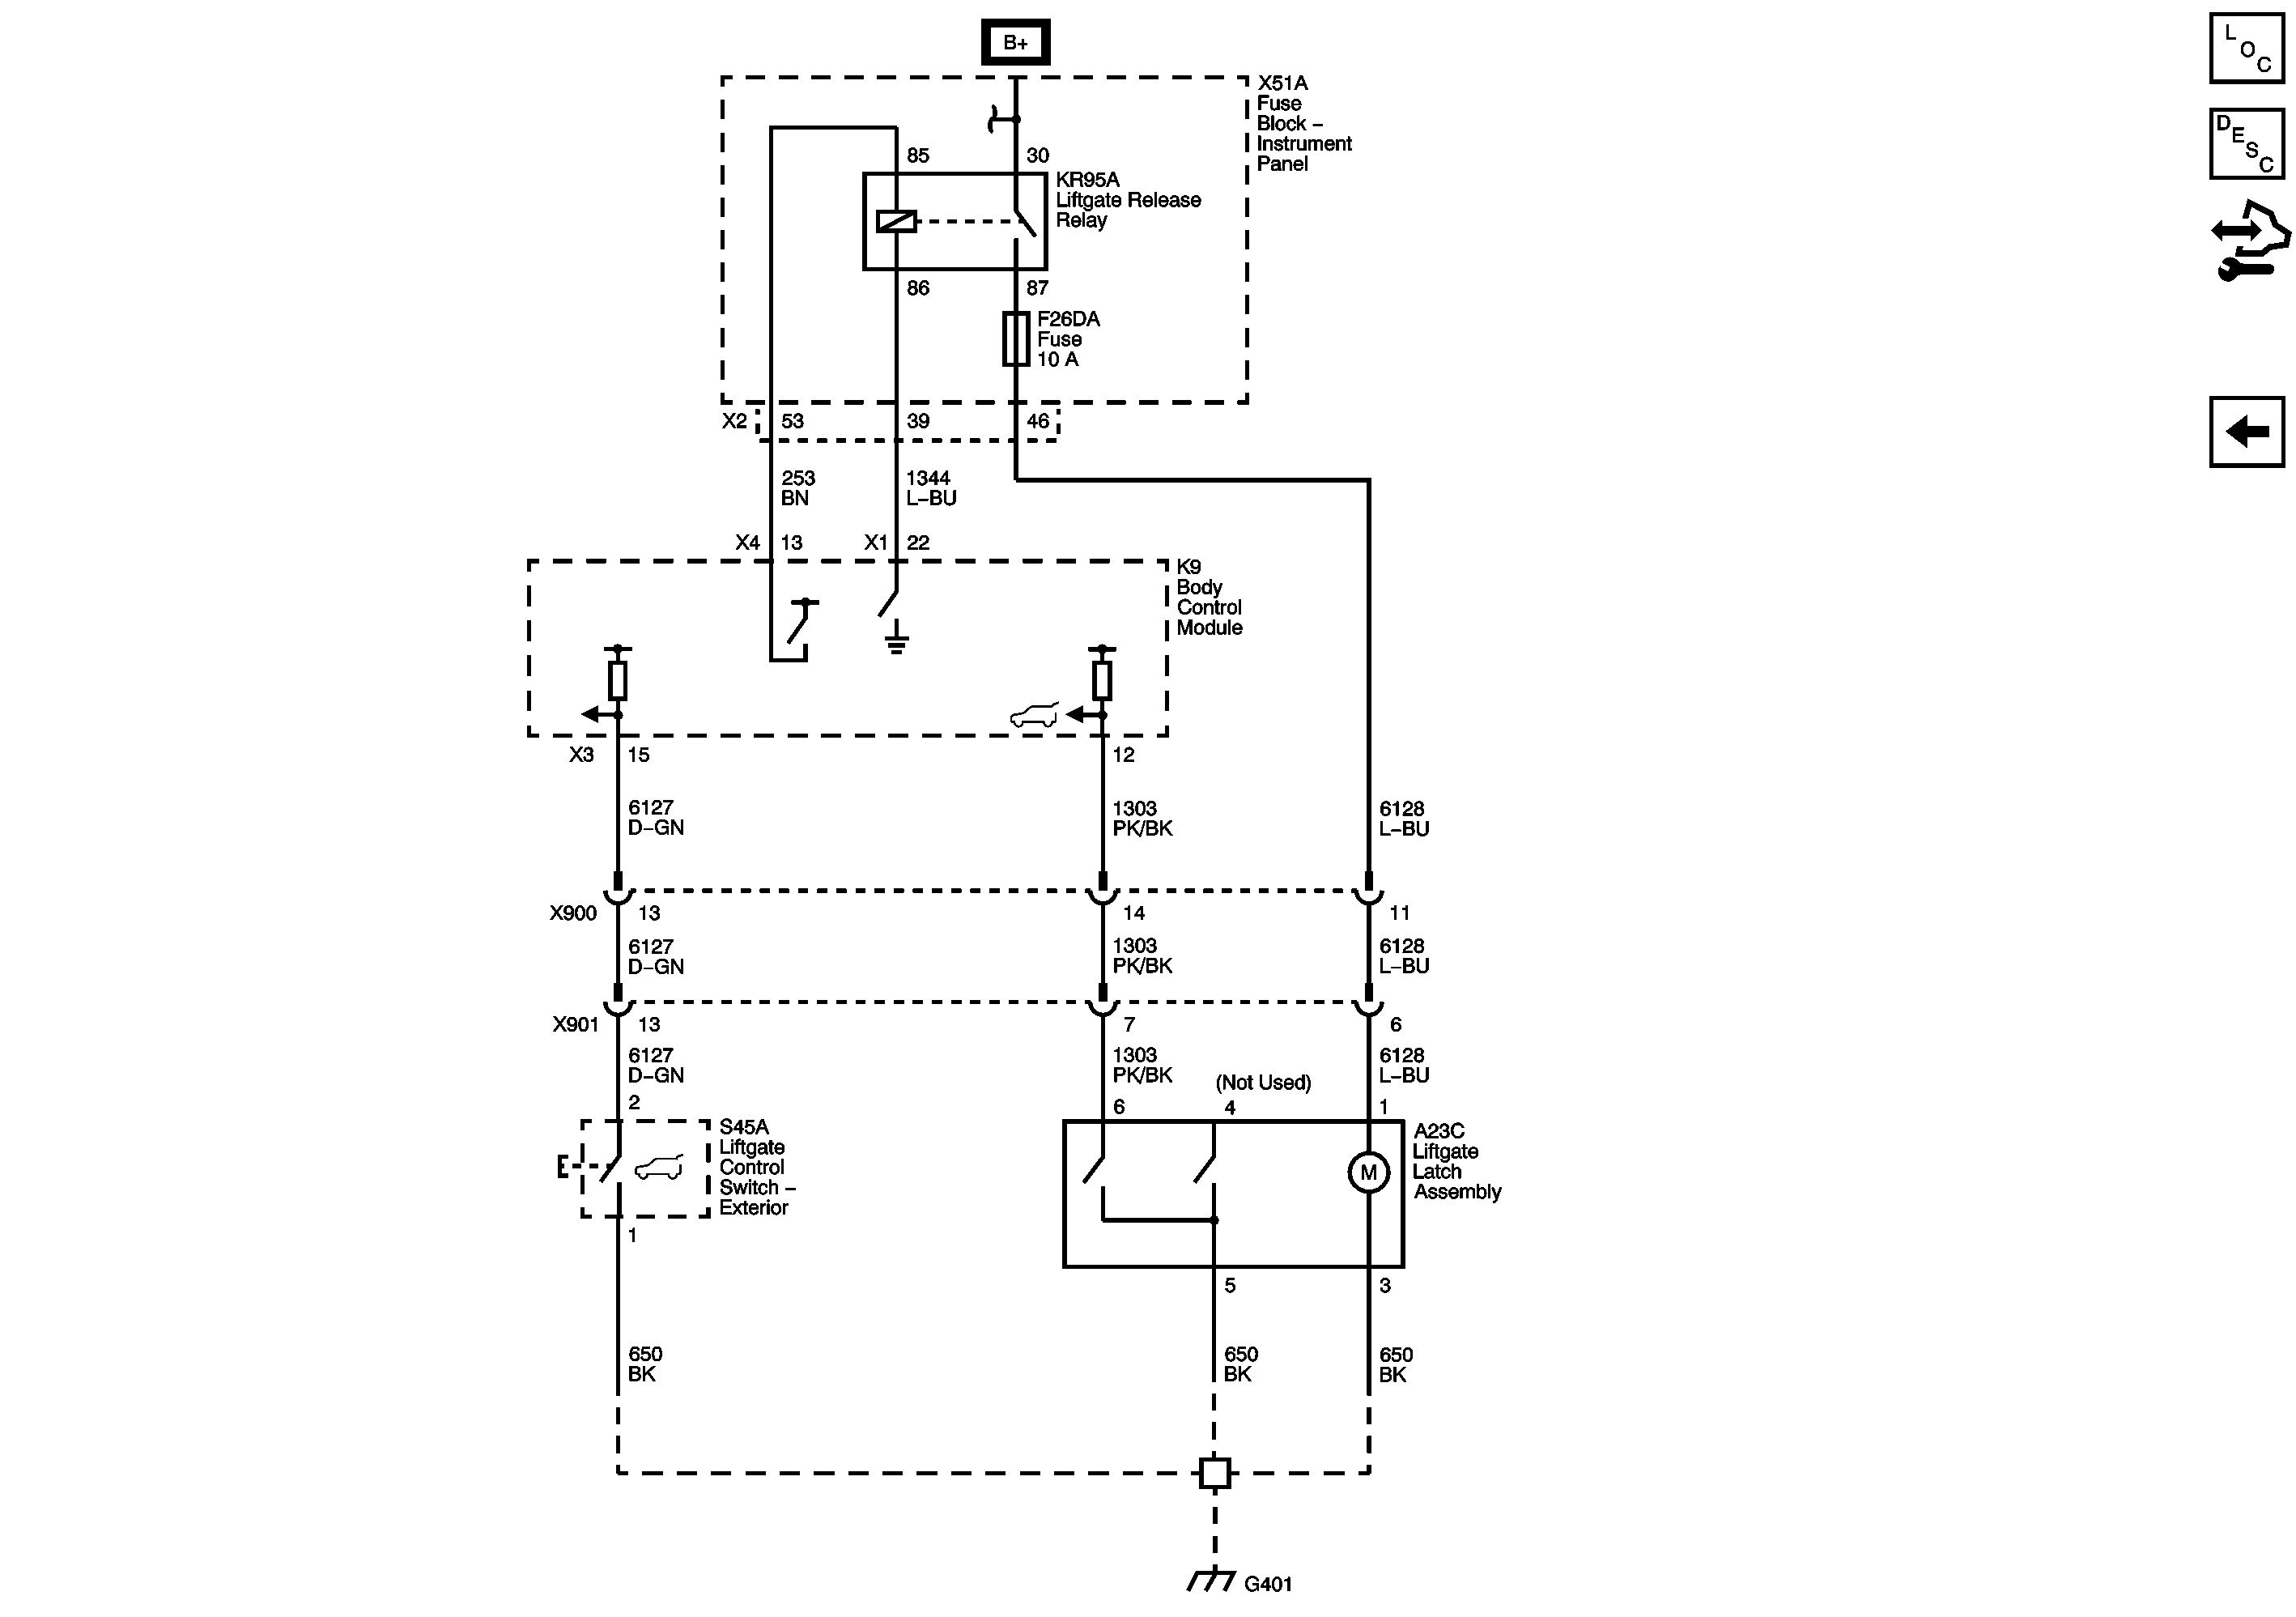 B+
L
O
C
X51A
Fuse
Block –
Instrument
Panel
D
E
S
C
85
30
KR95A
Liftgate Release
Relay
86
87
F26DA
Fuse
10 A
X2
53
39
46
253
BN
1344
L–BU
X4
13
X1
22
K9
Body
Control
Module
X3
15
12
6127
D–GN
1303
PK/BK
6128
L–BU
X900
13
14
11
6127
D–GN
1303
PK/BK
6128
L–BU
X901
13
7
6
6127
D–GN
1303
PK/BK
6128
L–BU
(Not Used)
2
6
4
1
S45A
Liftgate
Control
Switch –
Exterior
A23C
Liftgate
Latch
Assembly
M
1
5
3
650
BK
650
BK
650
BK
G401